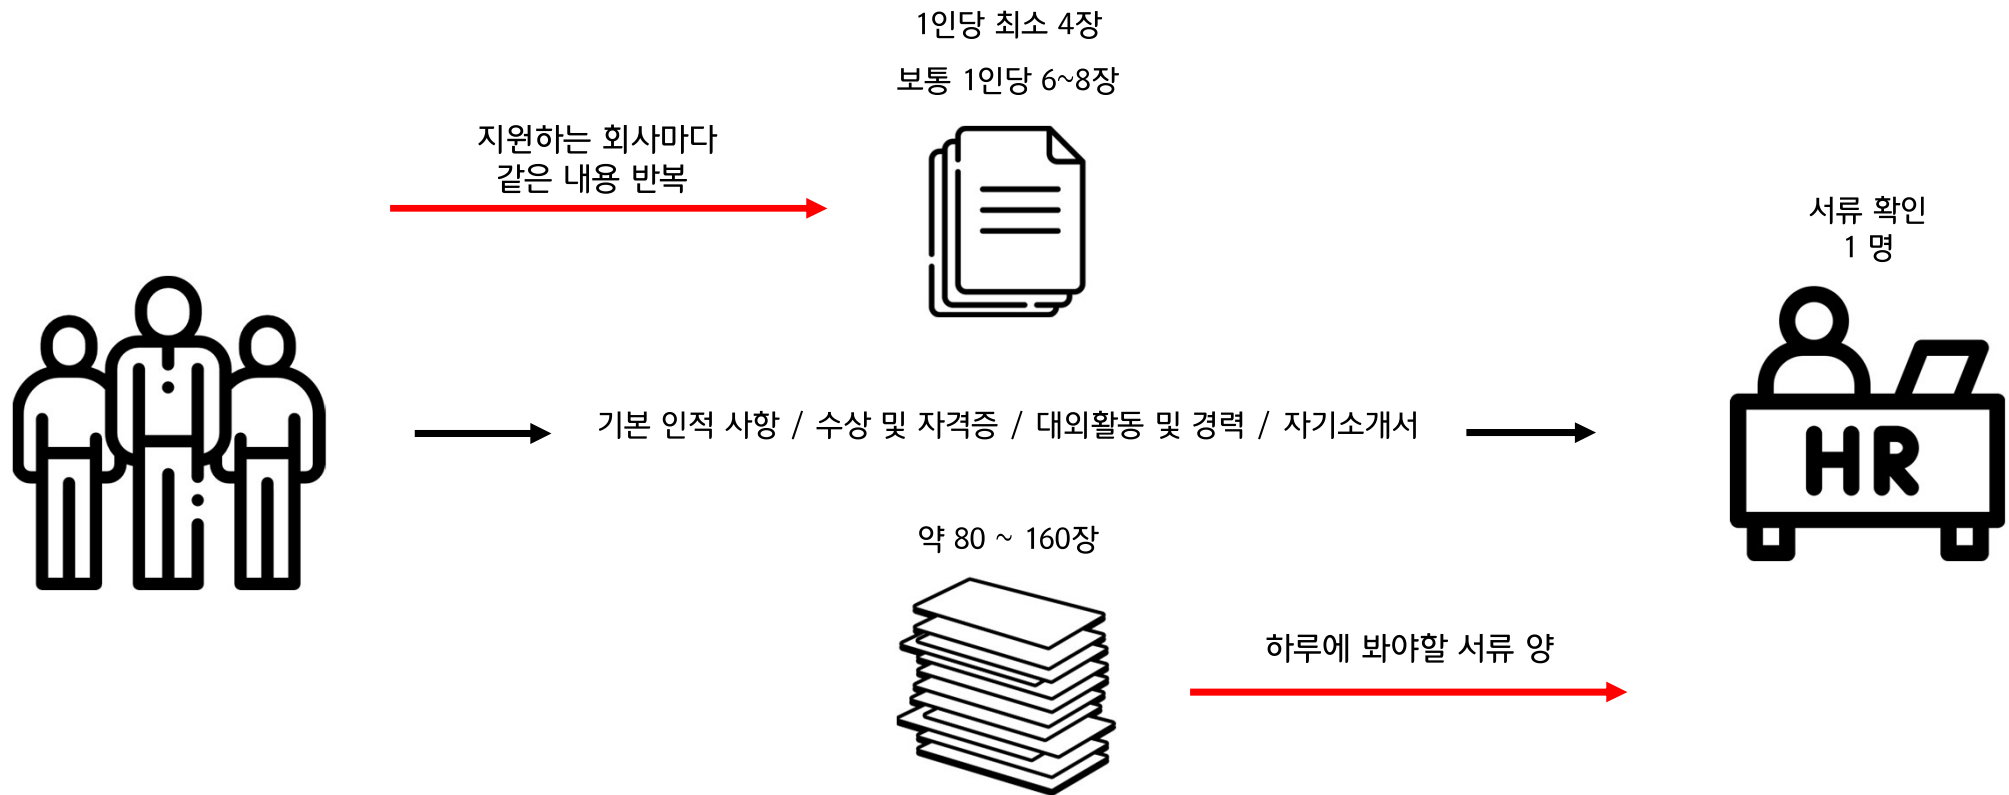 1인당 최소 4장
보통 1인당 6~8장
지원하는 회사마다
같은 내용 반복
서류 확인
1 명
기본 인적 사항 / 수상 및 자격증 / 대외활동 및 경력 / 자기소개서
HR
약 80 ~ 160장
하루에 봐야할 서류 양